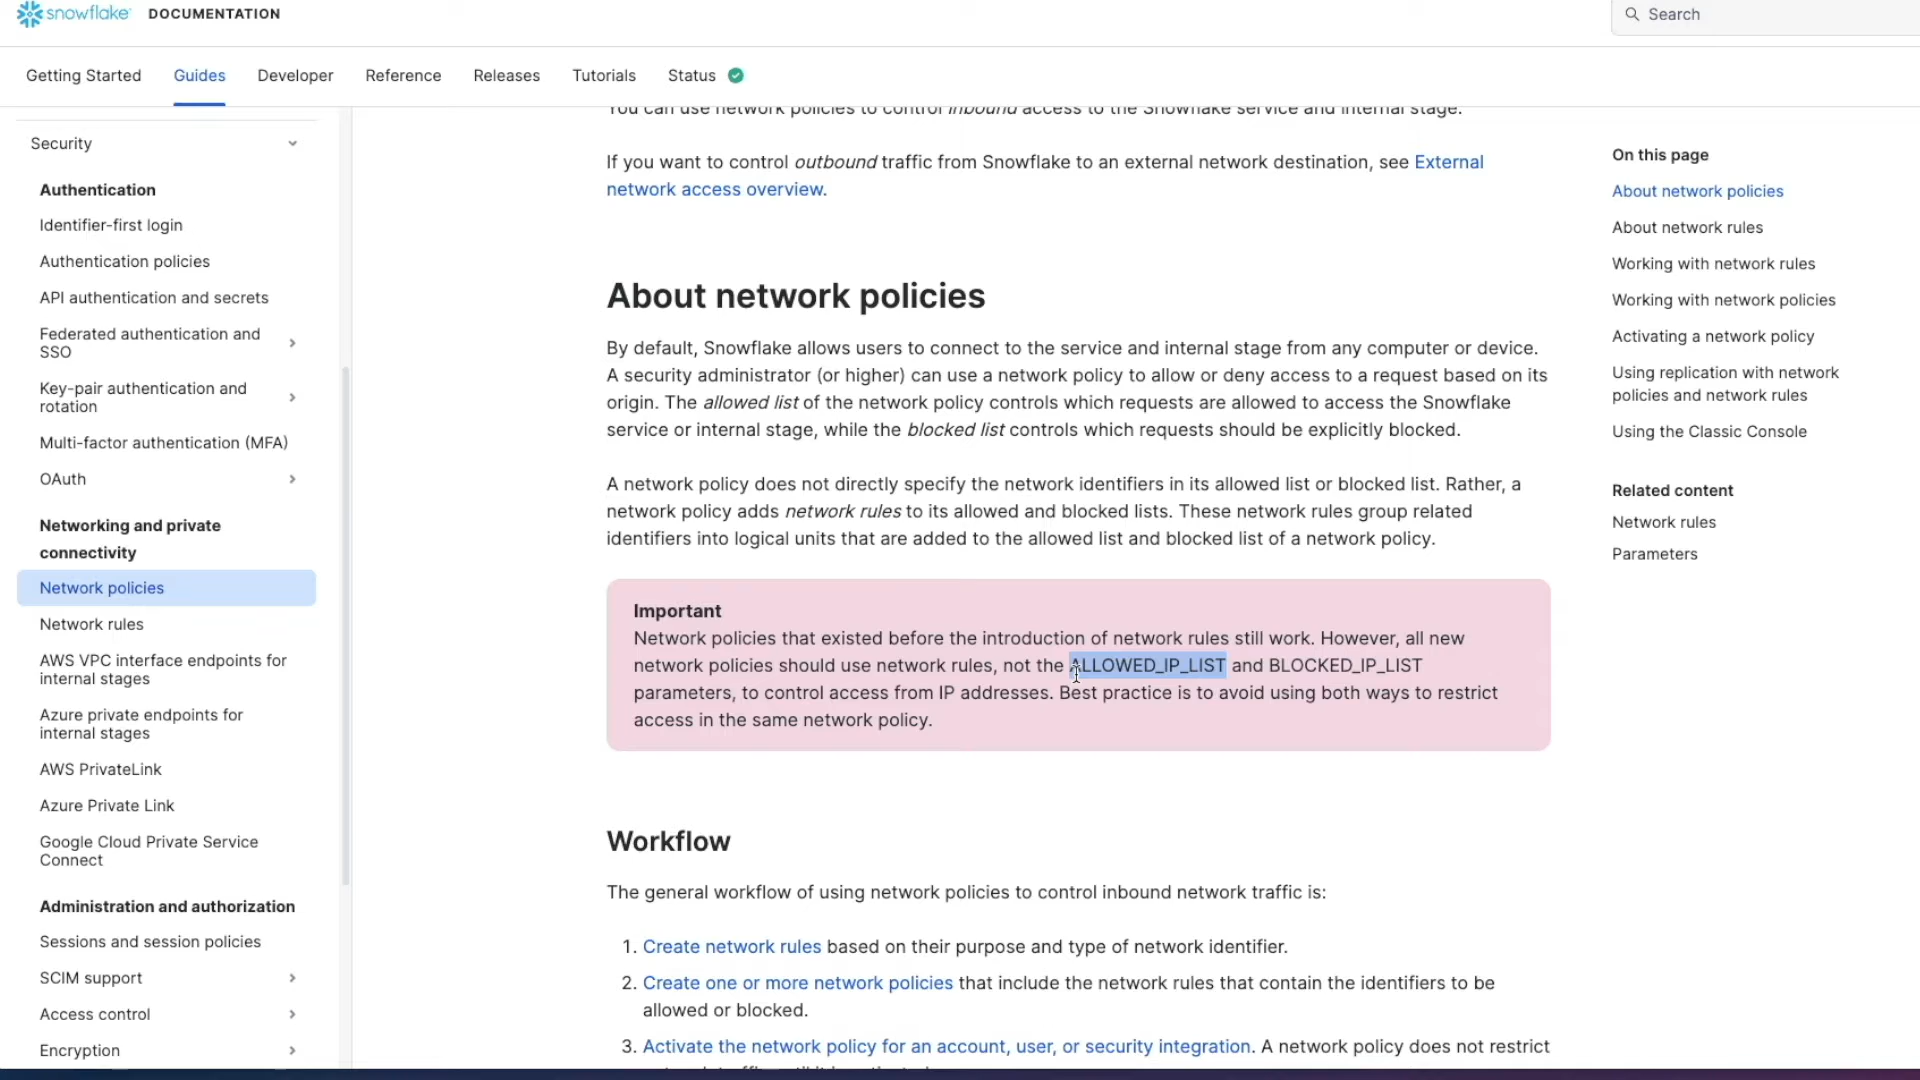 snowflake® DOCUMENTATION
Search
Getting Started Guides Developer Reference Releases Tutorials Status
Security
Authentication
Identifier-first login
Authentication policies
API authentication and secrets
Federated authentication and
SSO
Key-pair authentication and
rotation
Multi-factor authentication (MFA)
OAuth
Networking and private
connectivity
Network policies
Network rules
AWS VPC interface endpoints for
internal stages
Azure private endpoints for
internal stages
AWS PrivateLink
Azure Private Link
Google Cloud Private Service
Connect
Administration and authorization
Sessions and session policies
SCIM support
Access control
Encryption
You can use network policies to control inbound access to the Snowflake service and internal stage.
If you want to control outbound traffic from Snowflake to an external network destination, see External
network access overview.
About network policies
By default, Snowflake allows users to connect to the service and internal stage from any computer or device.
A security administrator (or higher) can use a network policy to allow or deny access to a request based on its
origin. The allowed list of the network policy controls which requests are allowed to access the Snowflake
service or internal stage, while the blocked list controls which requests should be explicitly blocked.
A network policy does not directly specify the network identifiers in its allowed list or blocked list. Rather, a
network policy adds network rules to its allowed and blocked lists. These network rules group related
identifiers into logical units that are added to the allowed list and blocked list of a network policy.
Important
Network policies that existed before the introduction of network rules still work. However, all new
network policies should use network rules, not the ALLOWED_IP_LIST and BLOCKED_IP_LIST
parameters, to control access from IP addresses. Best practice is to avoid using both ways to restrict
access in the same network policy.
Workflow
The general workflow of using network policies to control inbound network traffic is:
1. Create network rules based on their purpose and type of network identifier.
2. Create one or more network policies that include the network rules that contain the identifiers to be
allowed or blocked.
3. Activate the network policy for an account, user, or security integration. A network policy does not restrict
On this page
About network policies
About network rules
Working with network rules
Working with network policies
Activating a network policy
Using replication with network
policies and network rules
Using the Classic Console
Related content
Network rules
Parameters